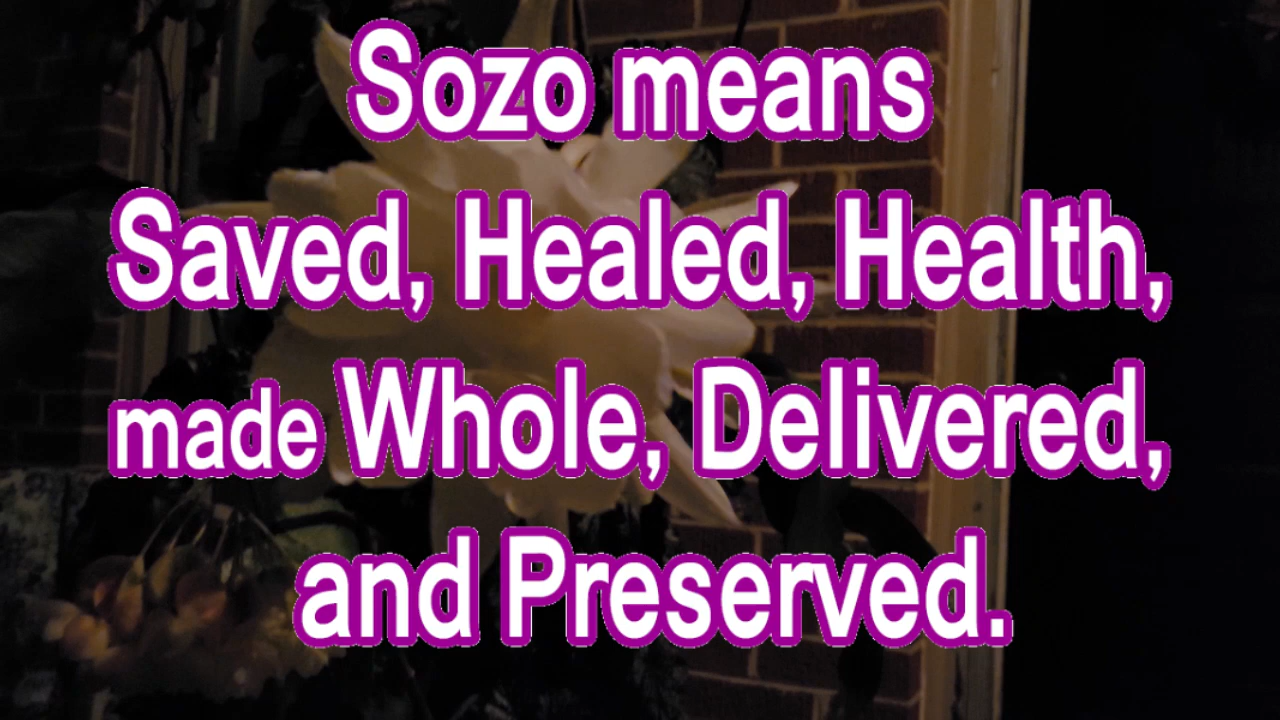 Sozo means
Saved, Healed, Health,
made Whole, Delivered,
and Preserved.